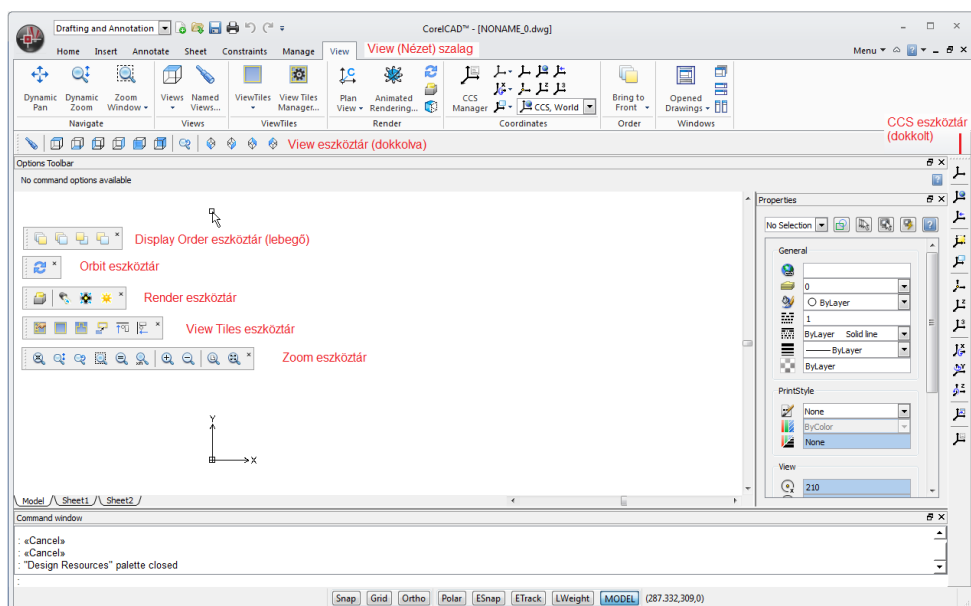 Drafting and Annotation
CorelCAD™ - [NONAME_0.dwg]
Home Insert Annotate Sheet Constraints Manage View View (Nézet) szalag Menu
Dynamic Pan
Dynamic Zoom
Zoom Window
Views
Named Views...
ViewTiles
View Tiles Manager...
Plan View
Animated Rendering...
CCS Manager
CCS, World
Bring to Front
Opened Drawings
Navigate Views ViewTiles Render Coordinates Order Windows
View eszköztár (dokkolva)
CCS eszköztár (dokkolt)
Options Toolbar
No command options available
Properties
No Selection
General
0
ByLayer
1
ByLayer Solid line
ByLayer
ByLayer
PrintStyle
None
ByColor
None
View
210
Display Order eszköztár (lebegő)
Orbit eszköztár
Render eszköztár
View Tiles eszköztár
Zoom eszköztár
Y
X
Model Sheet1 Sheet2
Command window
: «Cancel»
: «Cancel»
: "Design Resources" palette closed
:
Snap Grid Ortho Polar ESnap ETrack LWeight MODEL (287.332,309,0)